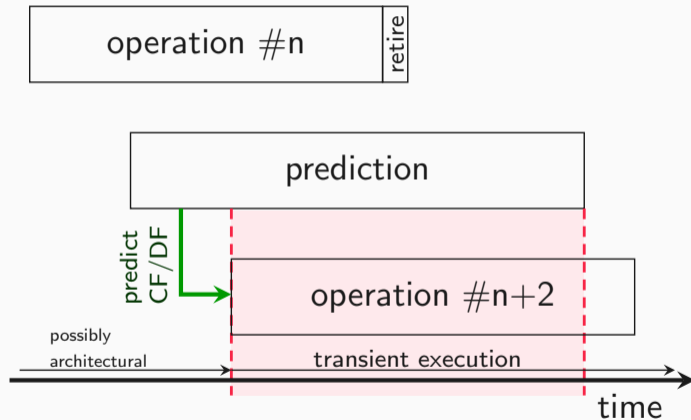 operation #n
retire
prediction
predict
CF/DF
operation #n+2
possibly
architectural
transient execution
time